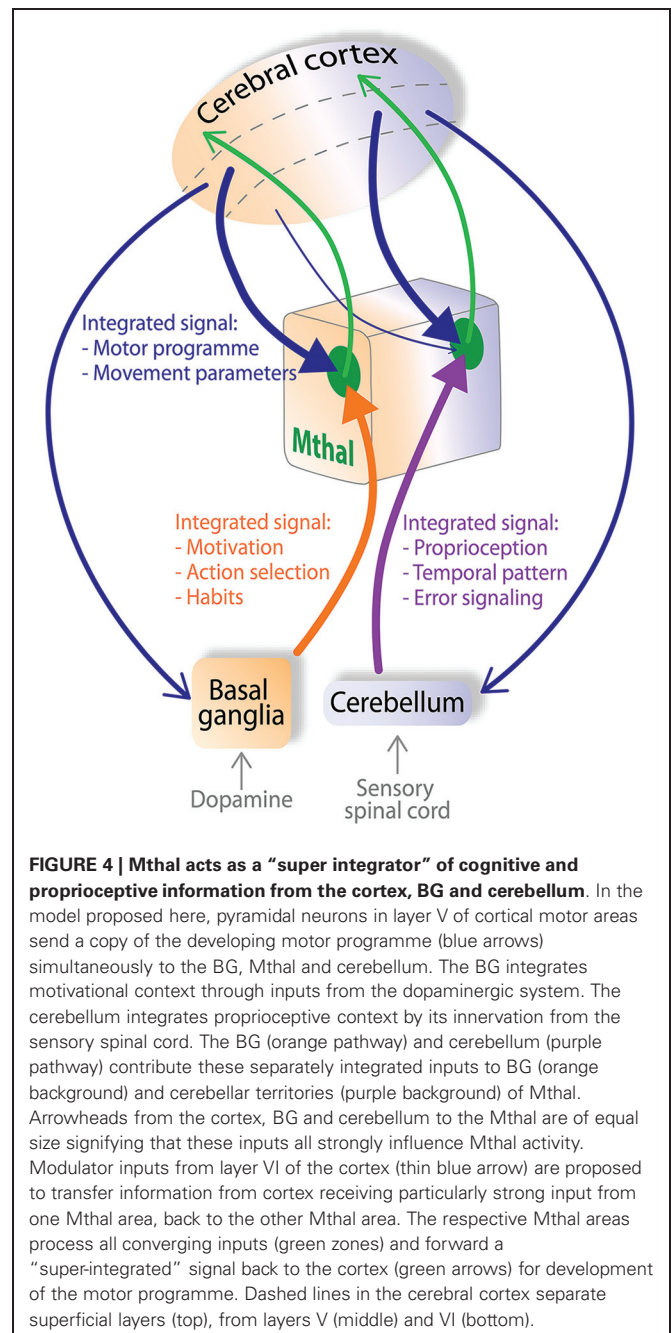 Cerebral cortex
Integrated signal:
- Motor programme
- Movement parameters
Mthal
Integrated signal:
- Motivation
- Action selection
- Habits
Integrated signal:
- Proprioception
- Temporal pattern
- Error signaling
Basal
ganglia
Cerebellum
Dopamine
Sensory
spinal cord
FIGURE 4 | Mthal acts as a “super integrator” of cognitive and
proprioceptive information from the cortex, BG and cerebellum. In the
model proposed here, pyramidal neurons in layer V of cortical motor areas
send a copy of the developing motor programme (blue arrows)
simultaneously to the BG, Mthal and cerebellum. The BG integrates
motivational context through inputs from the dopaminergic system. The
cerebellum integrates proprioceptive context by its innervation from the
sensory spinal cord. The BG (orange pathway) and cerebellum (purple
pathway) contribute these separately integrated inputs to BG (orange
background) and cerebellar territories (purple background) of Mthal.
Arrowheads from the cortex, BG and cerebellum to the Mthal are of equal
size signifying that these inputs all strongly influence Mthal activity.
Modulator inputs from layer VI of the cortex (thin blue arrow) are proposed
to transfer information from cortex receiving particularly strong input from
one Mthal area, back to the other Mthal area. The respective Mthal areas
process all converging inputs (green zones) and forward a
“super-integrated” signal back to the cortex (green arrows) for development
of the motor programme. Dashed lines in the cerebral cortex separate
superficial layers (top), from layers V (middle) and VI (bottom).